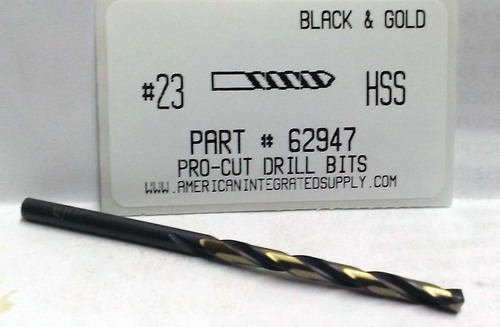 BLACK & GOLD
#23 HSS
PART # 62947
PRO-CUT DRILL BITS
WWW.AMERICANINTEGRATEDSUPPLY.COM